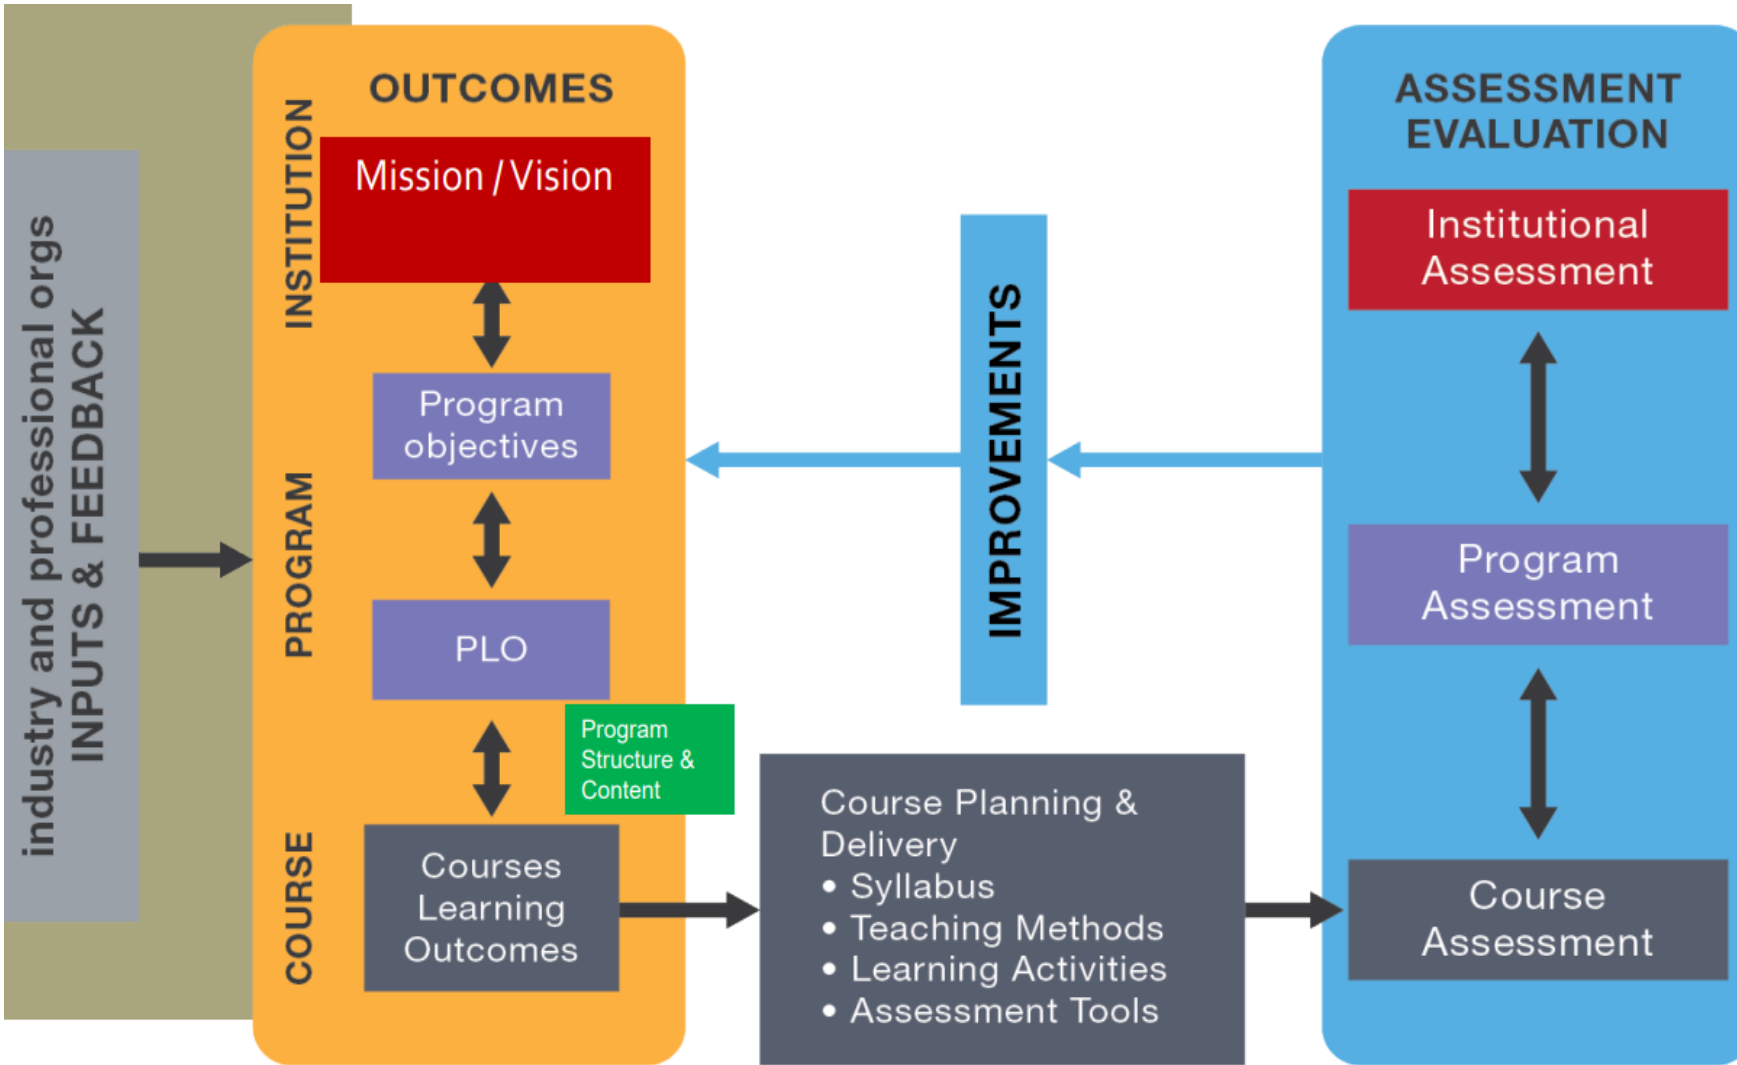 industry and professional orgs
INPUTS & FEEDBACK
OUTCOMES
INSTITUTION
Mission / Vision
PROGRAM
Program
objectives
PLO
Program
Structure &
Content
COURSE
Courses
Learning
Outcomes
Course Planning &
Delivery
• Syllabus
• Teaching Methods
• Learning Activities
• Assessment Tools
IMPROVEMENTS
ASSESSMENT
EVALUATION
Institutional
Assessment
Program
Assessment
Course
Assessment